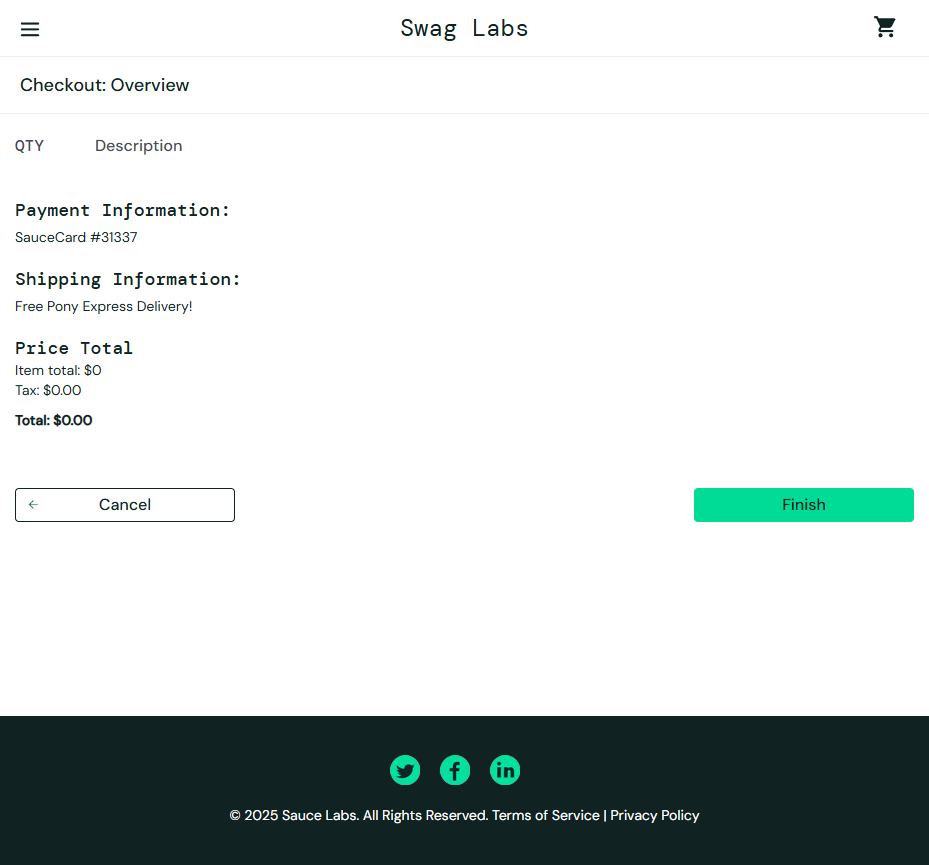 Swag Labs
Checkout: Overview
QTY Description
Payment Information:
SauceCard #31337
Shipping Information:
Free Pony Express Delivery!
Price Total
Item total: $0
Tax: $0.00
Total: $0.00
Cancel Finish
© 2025 Sauce Labs. All Rights Reserved. Terms of Service | Privacy Policy